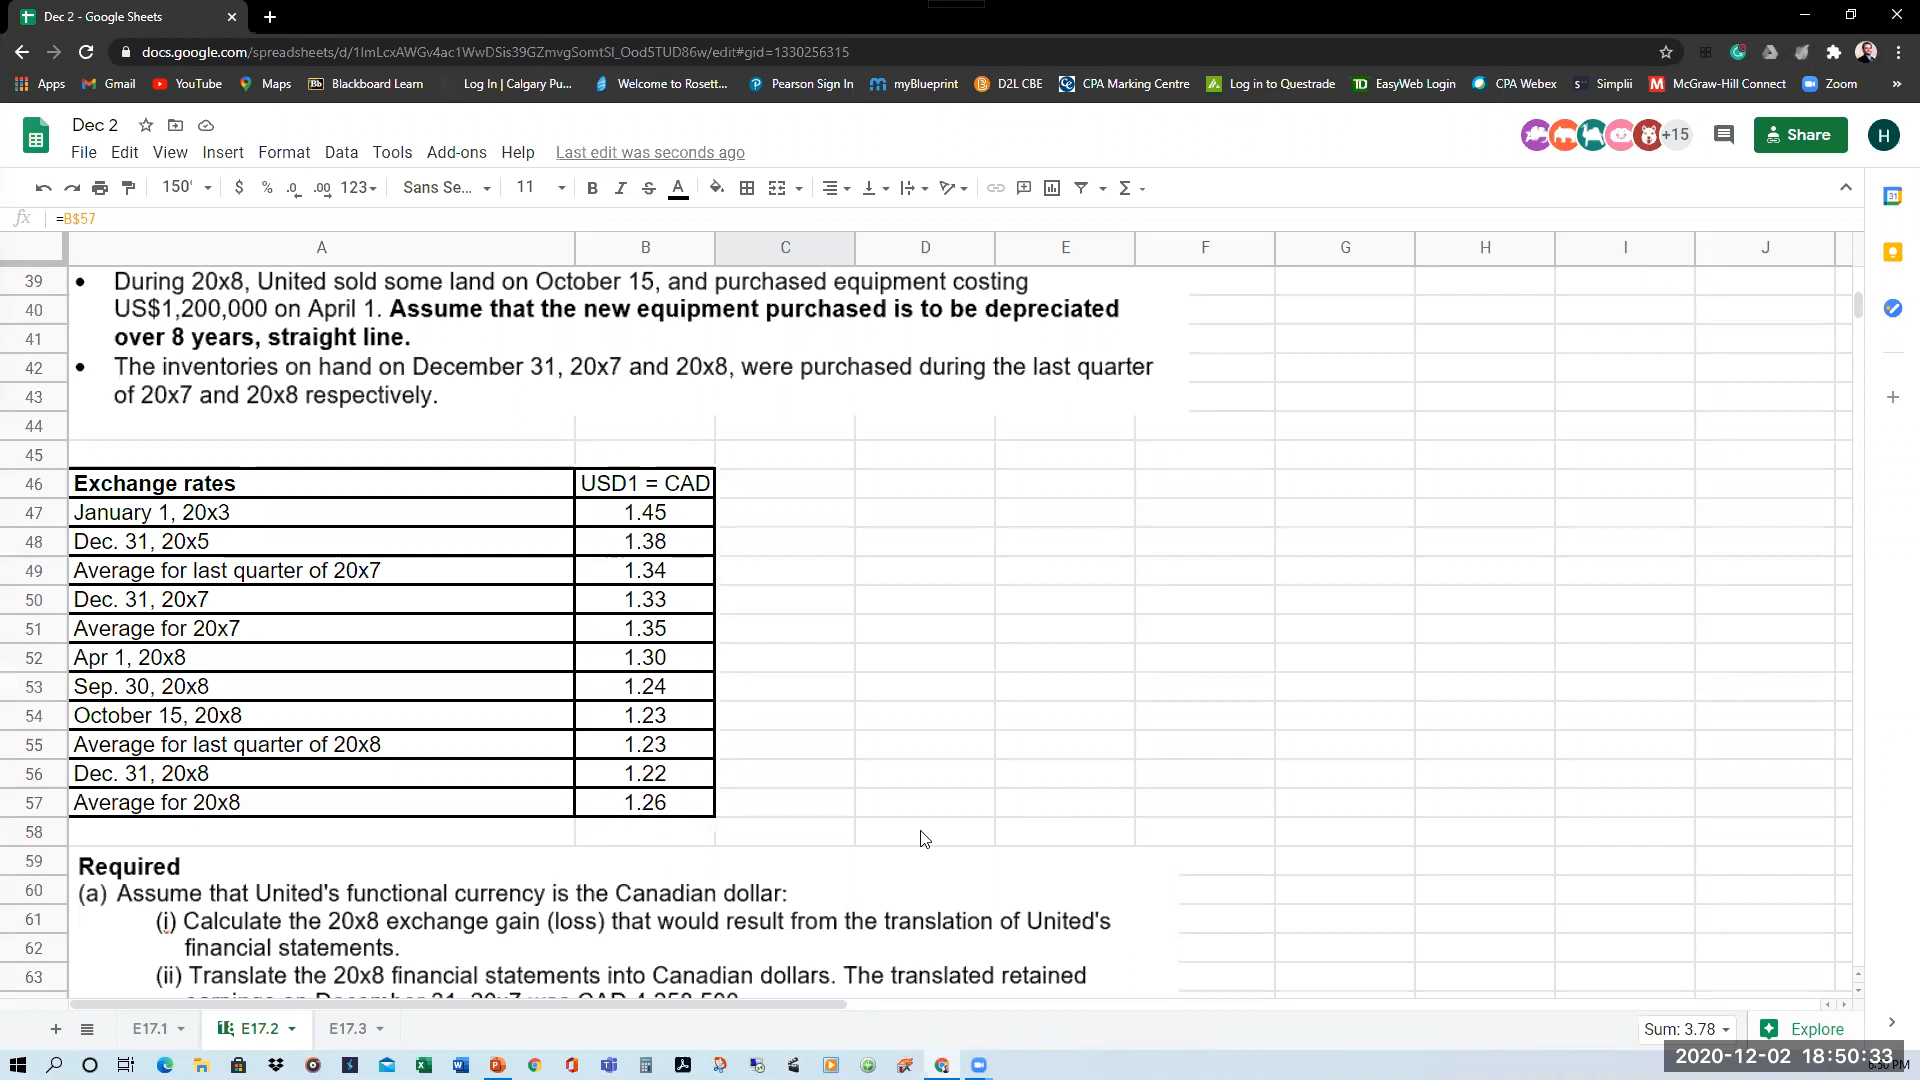 Dec 2 - Google Sheets
docs.google.com/spreadsheets/d/1ImLcxAWGv4ac1WwDSis39GZmvgSomtSI_Ood5TUD86w/edit#gid=1330256315
Apps Gmail YouTube Maps Blackboard Learn Log In | Calgary Pu... Welcome to Rosett... Pearson Sign In myBlueprint D2L CBE CPA Marking Centre Log in to Questrade EasyWeb Login CPA Webex Simplii McGraw-Hill Connect Zoom »
Dec 2
+15 Share H
File Edit View Insert Format Data Tools Add-ons Help Last edit was seconds ago
150% $ % .0 .00 123 Sans Se... 11 B I S A Σ
fx =B$57
A B C D E F G H I J
39 • During 20x8, United sold some land on October 15, and purchased equipment costing
40 US$1,200,000 on April 1. Assume that the new equipment purchased is to be depreciated
41 over 8 years, straight line.
42 • The inventories on hand on December 31, 20x7 and 20x8, were purchased during the last quarter
43 of 20x7 and 20x8 respectively.
44
45
46 Exchange rates USD1 = CAD
47 January 1, 20x3 1.45
48 Dec. 31, 20x5 1.38
49 Average for last quarter of 20x7 1.34
50 Dec. 31, 20x7 1.33
51 Average for 20x7 1.35
52 Apr 1, 20x8 1.30
53 Sep. 30, 20x8 1.24
54 October 15, 20x8 1.23
55 Average for last quarter of 20x8 1.23
56 Dec. 31, 20x8 1.22
57 Average for 20x8 1.26
58
59 Required
60 (a) Assume that United's functional currency is the Canadian dollar:
61 (i) Calculate the 20x8 exchange gain (loss) that would result from the translation of United's
62 financial statements.
63 (ii) Translate the 20x8 financial statements into Canadian dollars. The translated retained
earnings on December 31, 20x7 was CAD 4,258,500
E17.1 E17.2 E17.3 Sum: 3.78 Explore
2020-12-02 18:50:33